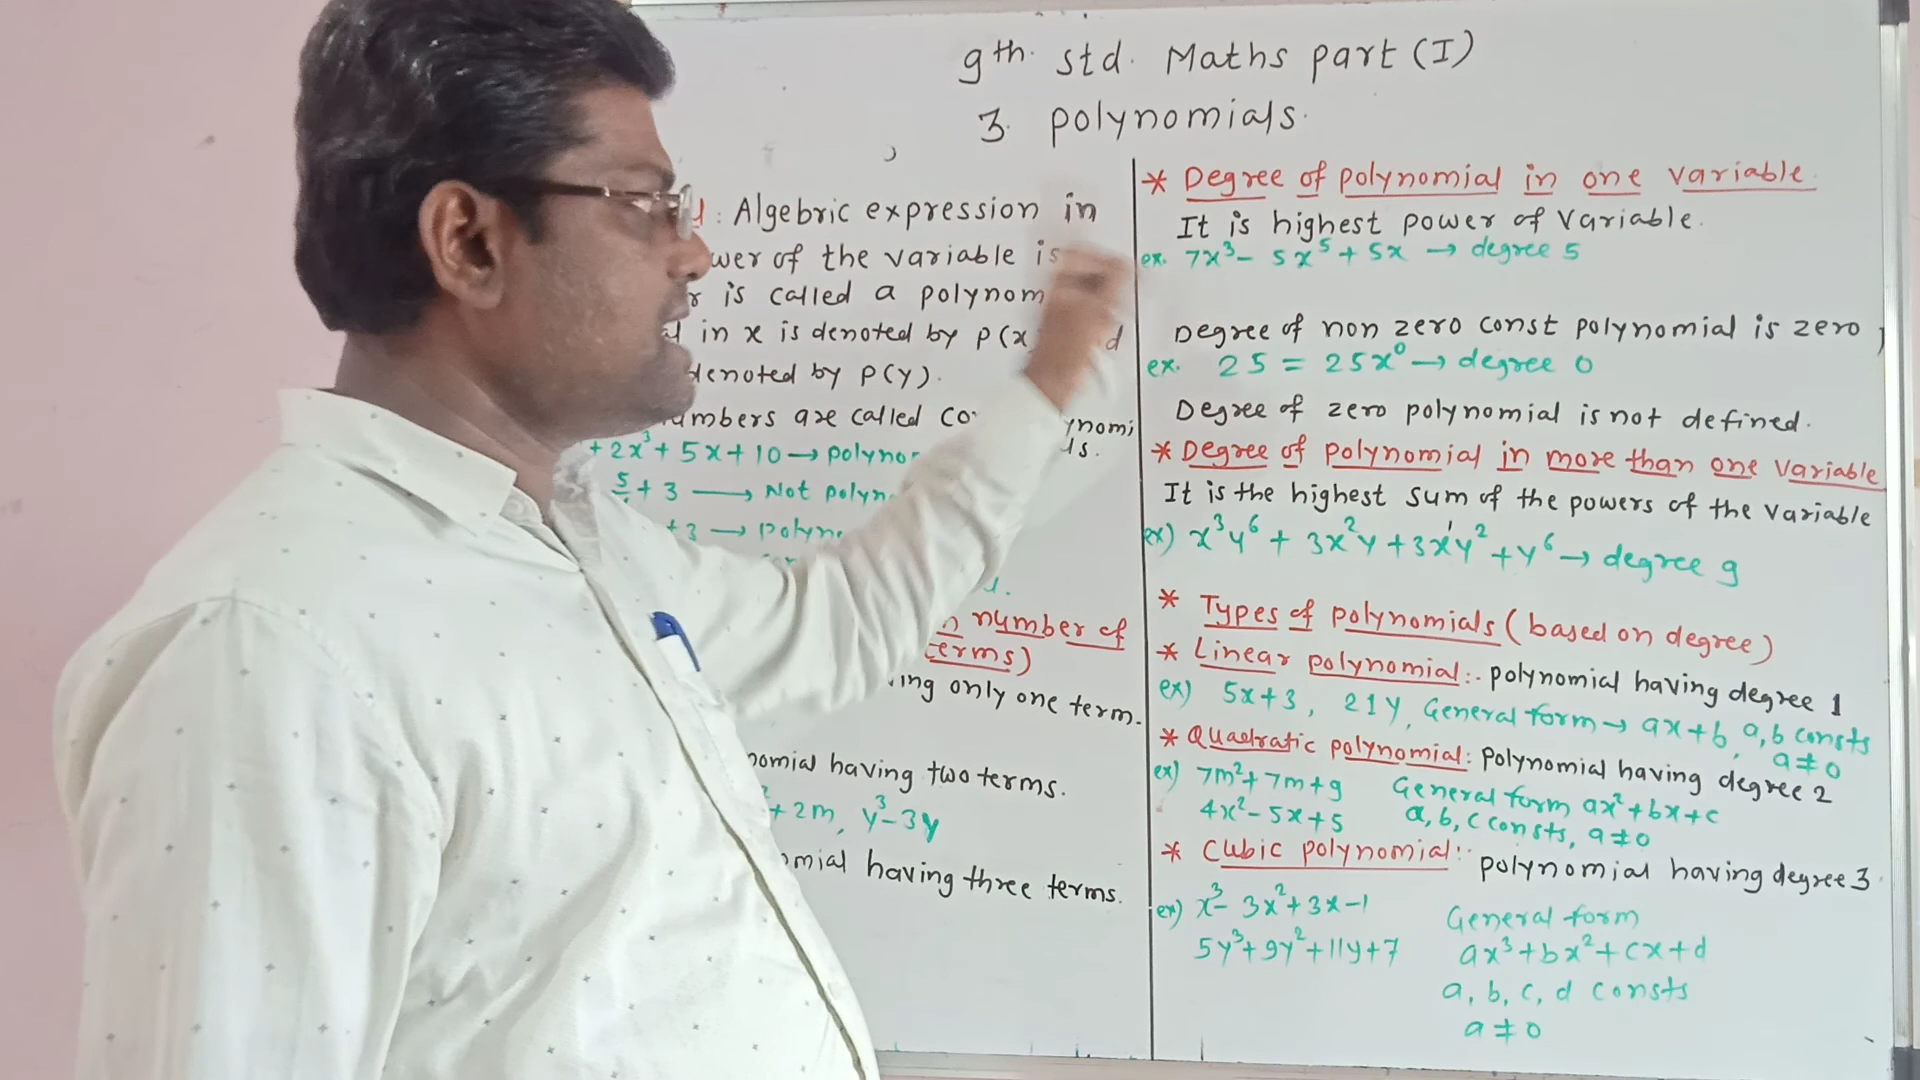 9th. std. Maths part (I)
3. polynomials.
: Algebric expression in
wer of the variable is
is called a polynom
in x is denoted by p(x) d
denoted by p(y).
umbers are called co ynomi
ls.
+ 2x³ + 5x + 10 → polyno
5 + 3 → Not polyn
+ 3 → polyn
n number of
terms)
ing only one term.
nomial having two terms.
² + 2m, y³ - 3y
omial having three terms.
* Degree of polynomial in one variable.
It is highest power of variable.
ex. 7x³ - 5x⁵ + 5x → degree 5
Degree of non zero const polynomial is zero,
ex. 25 = 25x⁰ → degree 0
Degree of zero polynomial is not defined.
* Degree of polynomial in more than one variable
It is the highest sum of the powers of the variable
ex) x³y⁶ + 3x²y + 3x¹y² + y⁶ → degree 9
* Types of polynomials (based on degree)
* Linear polynomial:- polynomial having degree 1
ex) 5x+3, 21y, General form → ax+b, a,b consts
a≠0
* Quadratic polynomial: polynomial having degree 2
ex) 7m²+7m+9 General form ax²+bx+c
4x²-5x+5 a,b,c consts, a≠0
* Cubic polynomial:- polynomial having degree 3.
ex) x³-3x²+3x-1 General form
5y³+9y²+11y+7 ax³+bx²+cx+d
a, b, c, d consts
a≠0